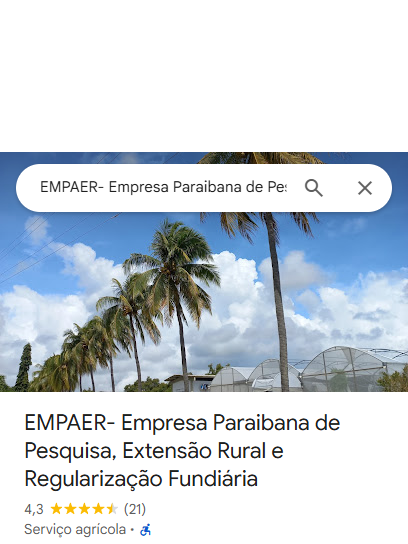 EMPAER- Empresa Paraibana de Pes
EMPAER- Empresa Paraibana de
Pesquisa, Extensão Rural e
Regularização Fundiária
4,3 (21)
Serviço agrícola ·